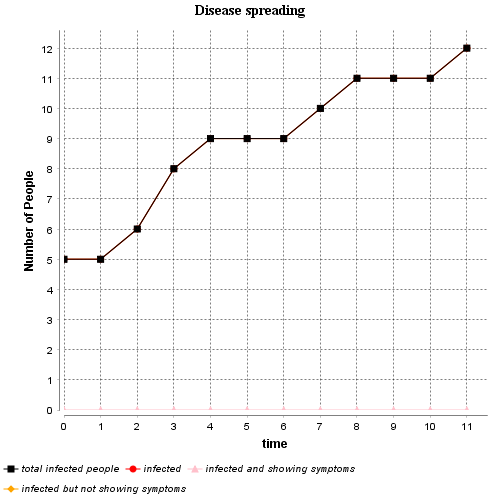 Disease spreading
Number of People
12
11
10
9
8
7
6
5
4
3
2
1
0
0 1 2 3 4 5 6 7 8 9 10 11
time
total infected people infected infected and showing symptoms
infected but not showing symptoms